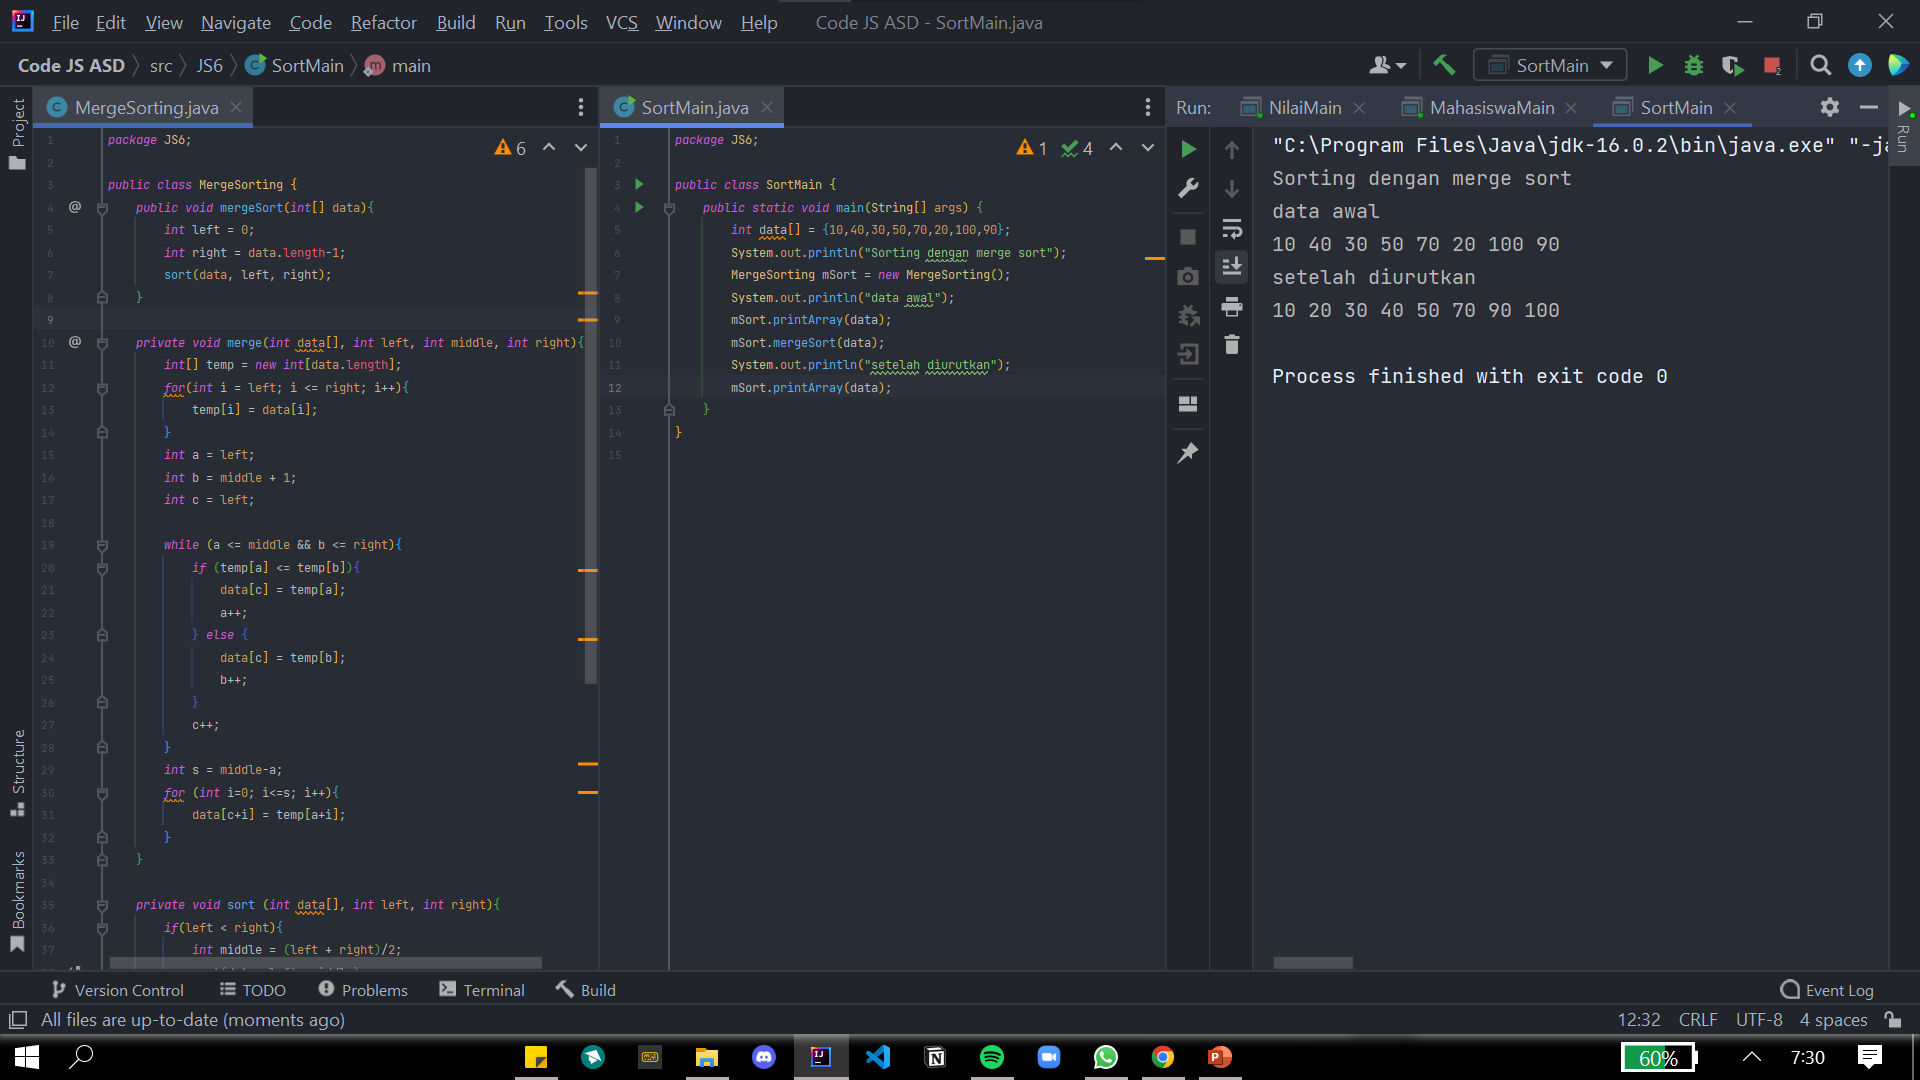 File Edit View Navigate Code Refactor Build Run Tools VCS Window Help Code JS ASD - SortMain.java
Code JS ASD src JS6 SortMain main SortMain
MergeSorting.java
SortMain.java
Run: NilaiMain MahasiswaMain SortMain
Project
Structure
Bookmarks
Run
6
1 package JS6;
2
3 public class MergeSorting {
4 public void mergeSort(int[] data){
5 int left = 0;
6 int right = data.length-1;
7 sort(data, left, right);
8 }
9
10 private void merge(int data[], int left, int middle, int right){
11 int[] temp = new int[data.length];
12 for(int i = left; i <= right; i++){
13 temp[i] = data[i];
14 }
15 int a = left;
16 int b = middle + 1;
17 int c = left;
18
19 while (a <= middle && b <= right){
20 if (temp[a] <= temp[b]){
21 data[c] = temp[a];
22 a++;
23 } else {
24 data[c] = temp[b];
25 b++;
26 }
27 c++;
28 }
29 int s = middle-a;
30 for (int i=0; i<=s; i++){
31 data[c+i] = temp[a+i];
32 }
33 }
34
35 private void sort (int data[], int left, int right){
36 if(left < right){
37 int middle = (left + right)/2;
1 4
1 package JS6;
2
3 public class SortMain {
4 public static void main(String[] args) {
5 int data[] = {10,40,30,50,70,20,100,90};
6 System.out.println("Sorting dengan merge sort");
7 MergeSorting mSort = new MergeSorting();
8 System.out.println("data awal");
9 mSort.printArray(data);
10 mSort.mergeSort(data);
11 System.out.println("setelah diurutkan");
12 mSort.printArray(data);
13 }
14 }
15
"C:\Program Files\Java\jdk-16.0.2\bin\java.exe" "-ja
Sorting dengan merge sort
data awal
10 40 30 50 70 20 100 90
setelah diurutkan
10 20 30 40 50 70 90 100
Process finished with exit code 0
Version Control TODO Problems Terminal Build Event Log
All files are up-to-date (moments ago) 12:32 CRLF UTF-8 4 spaces
60% 7:30